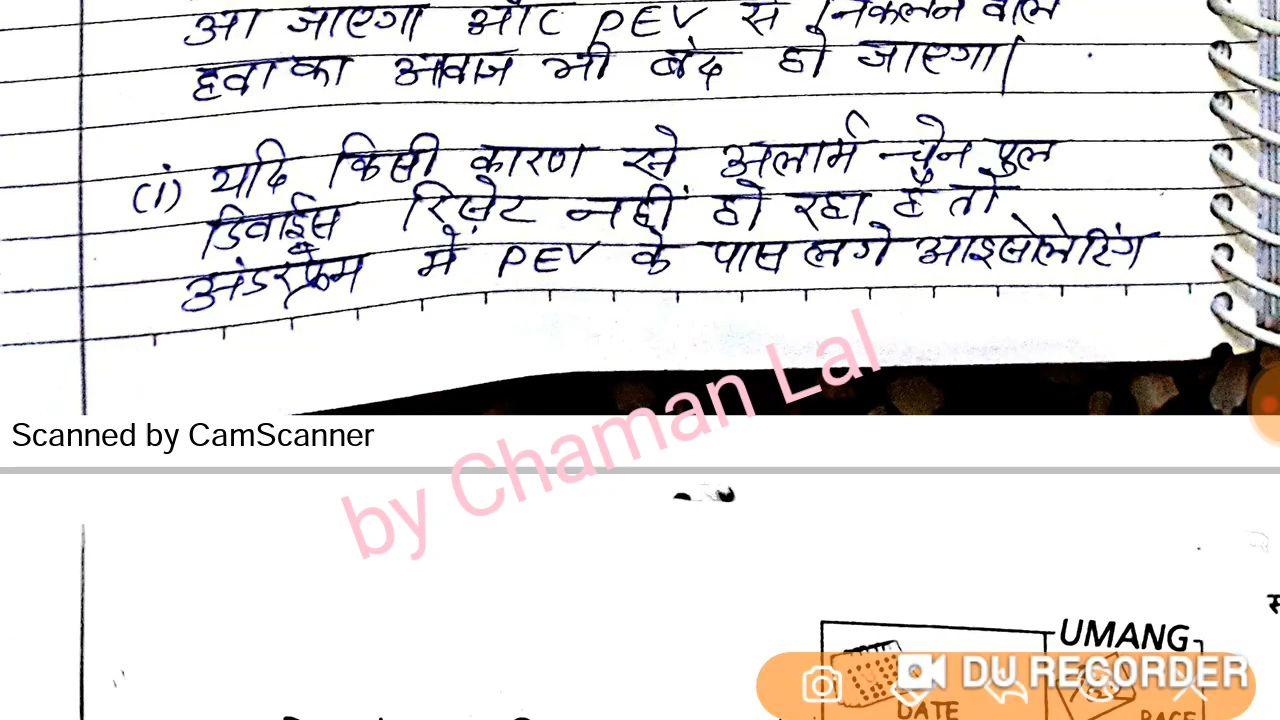 आ जाएगा और PEV से निकलने वाले
हवा का आवाज भी बंद हो जाएगा।
(i) यदि किसी कारण से अलार्म चैन पुल
डिवाईस रिसेट नहीं हो रहा है तो
अंडरफ्रेम में PEV के पास लगे आइसोलेटिंग
by Chaman Lal
Scanned by CamScanner
UMANG
DU RECORDER
DATE
PAGE